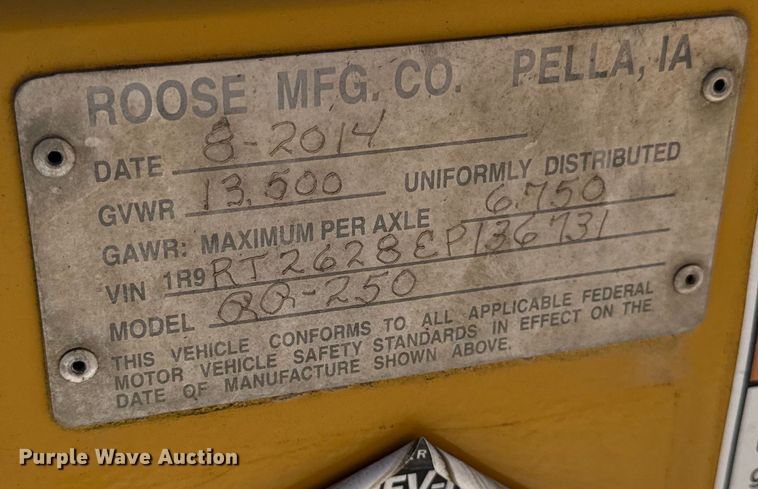 ROOSE MFG. CO. PELLA, IA
DATE 8-2014
GVWR 13,500 UNIFORMLY DISTRIBUTED
GAWR: MAXIMUM PER AXLE 6,750
VIN 1R9RT2628EP136731
MODEL QQ-250
THIS VEHICLE CONFORMS TO ALL APPLICABLE FEDERAL
MOTOR VEHICLE SAFETY STANDARDS IN EFFECT ON THE
DATE OF MANUFACTURE SHOWN ABOVE.
Purple Wave Auction